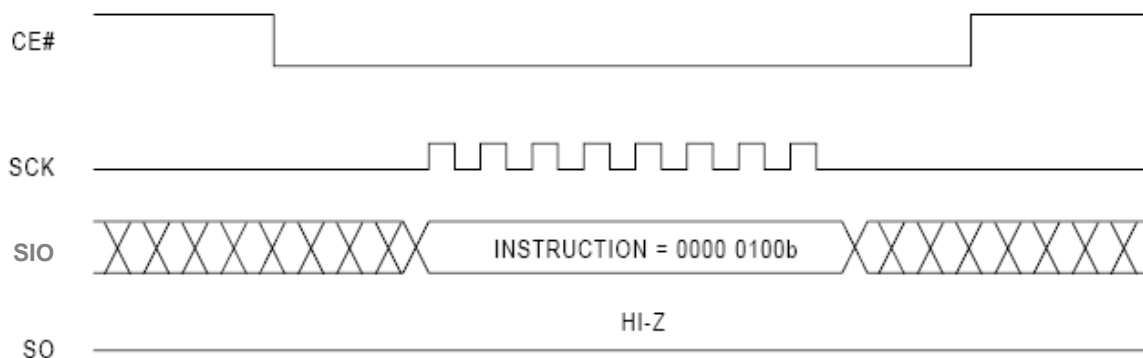 CE#
SCK
SIO
INSTRUCTION = 0000 0100b
HI-Z
SO